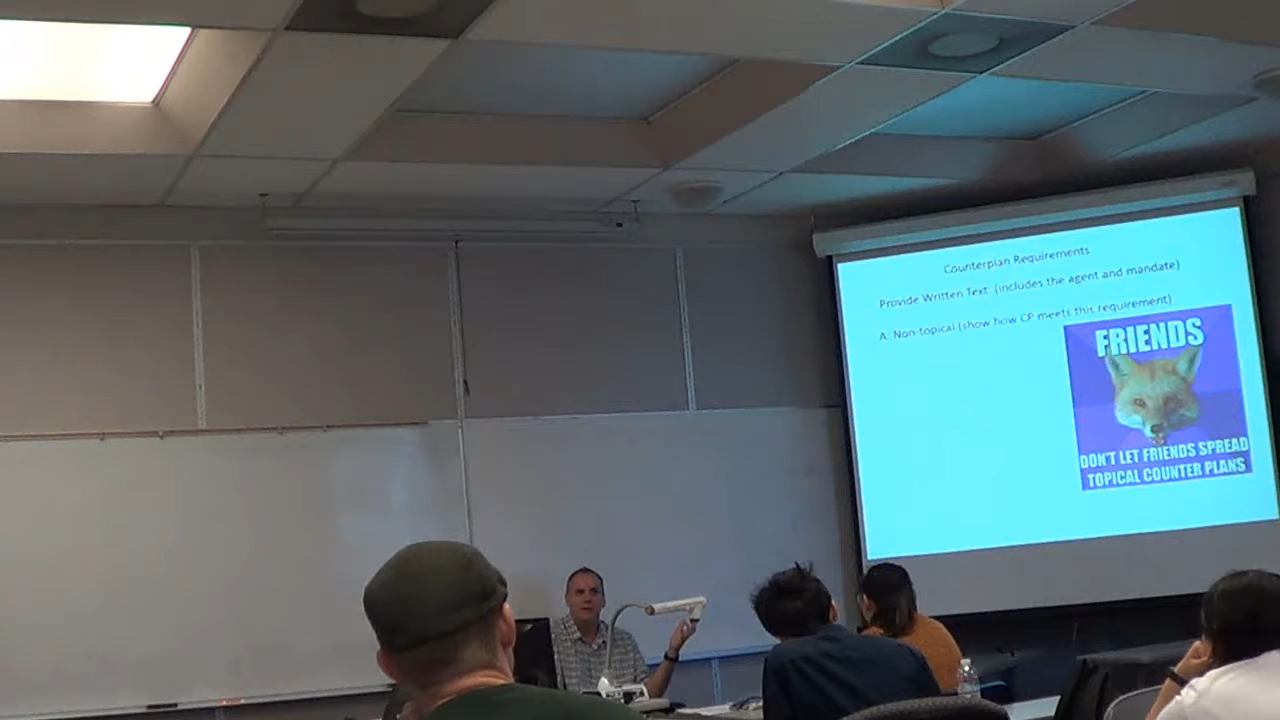 Counterplan Requirements
Provide Written Text: (includes the agent and mandate)
A: Non-topical (show how CP meets this requirement)
FRIENDS
DON'T LET FRIENDS SPREAD
TOPICAL COUNTER PLANS